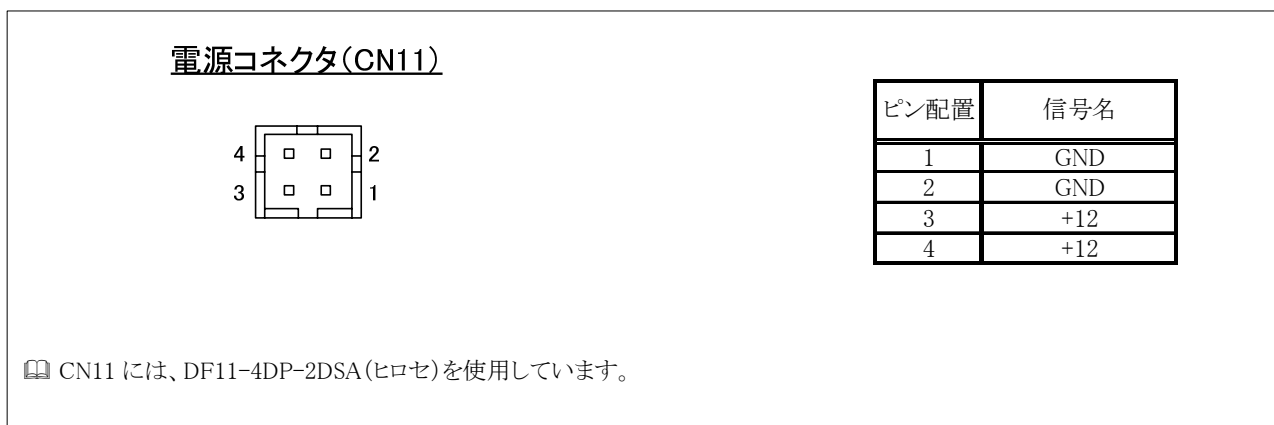 電源コネクタ(CN11)
4 2
3 1
ピン配置 信号名
1 GND
2 GND
3 +12
4 +12
🕮 CN11 には、DF11-4DP-2DSA(ヒロセ)を使用しています。